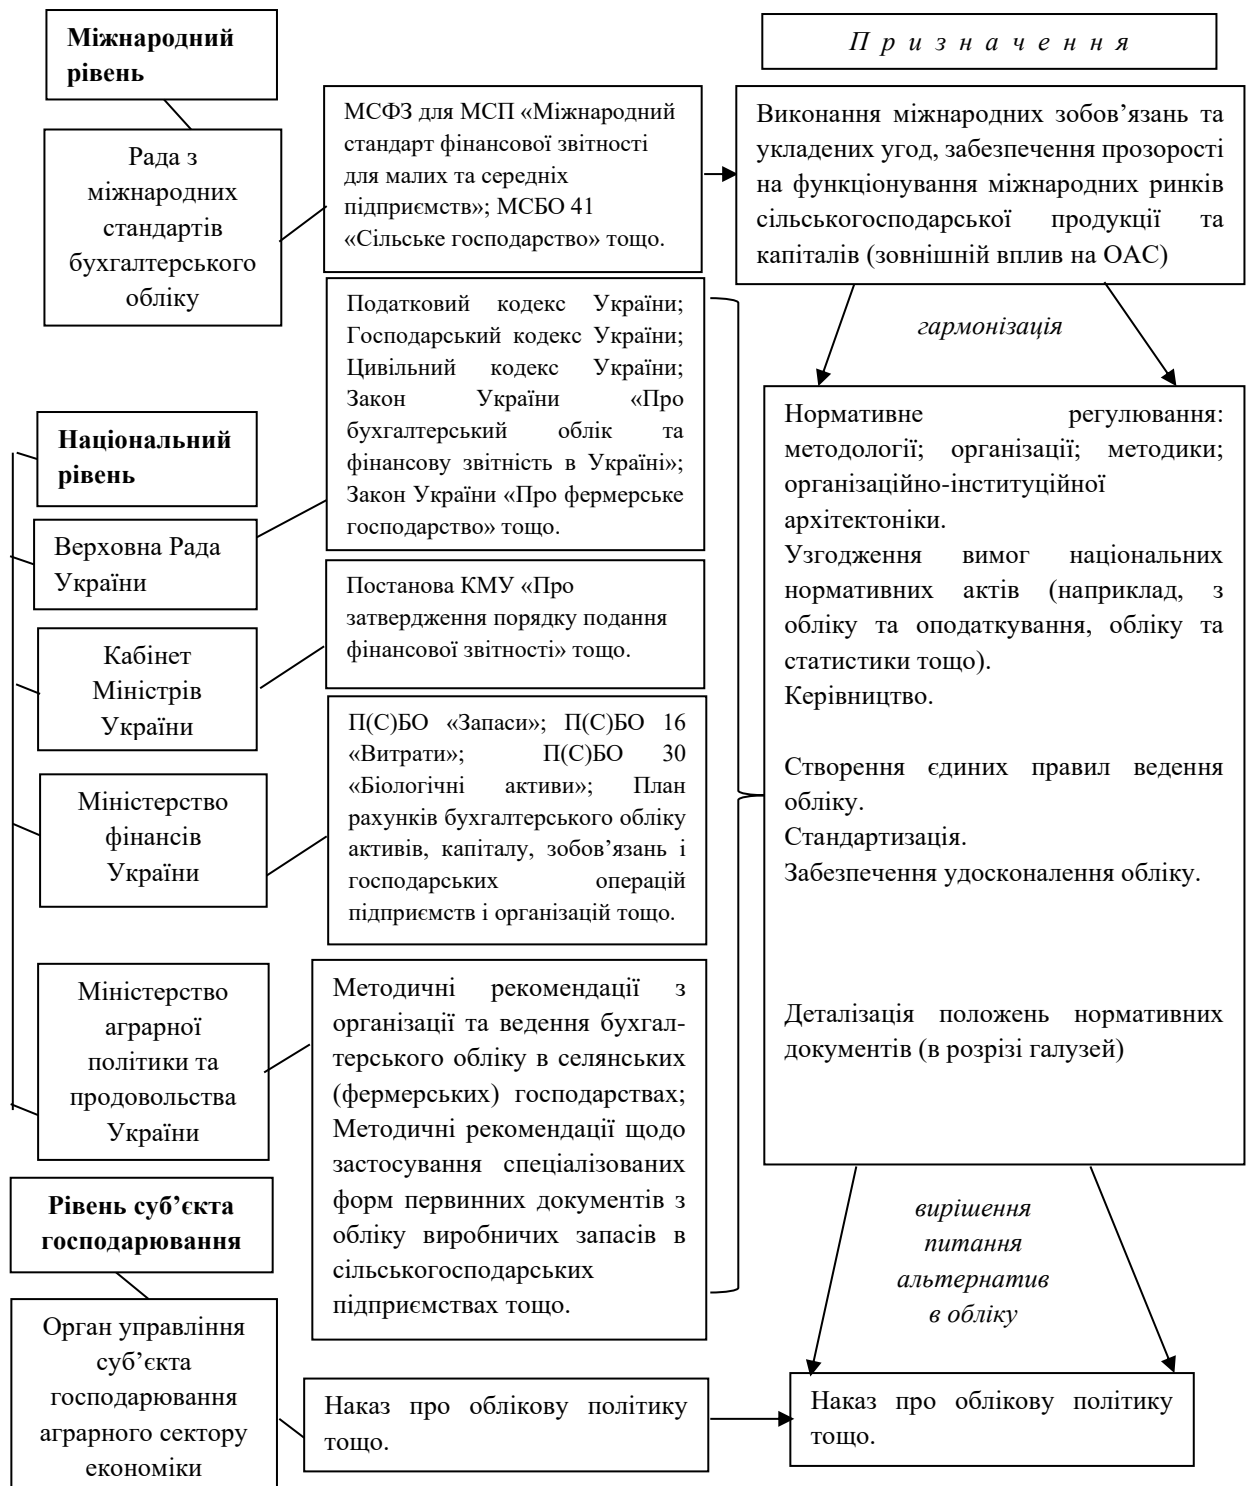 Міжнародний
рівень
П р и з н а ч е н н я
Рада з
міжнародних
стандартів
бухгалтерського
обліку
МСФЗ для МСП «Міжнародний
стандарт фінансової звітності
для малих та середніх
підприємств»; МСБО 41
«Сільське господарство» тощо.
Виконання міжнародних зобов’язань та
укладених угод, забезпечення прозорості
на функціонування міжнародних ринків
сільськогосподарської продукції та
капіталів (зовнішній вплив на ОАС)
гармонізація
Національний
рівень
Верховна Рада
України
Податковий кодекс України;
Господарський кодекс України;
Цивільний кодекс України;
Закон України «Про
бухгалтерський облік та
фінансову звітність в Україні»;
Закон України «Про фермерське
господарство» тощо.
Кабінет
Міністрів
України
Постанова КМУ «Про
затвердження порядку подання
фінансової звітності» тощо.
Міністерство
фінансів
України
П(С)БО «Запаси»; П(С)БО 16
«Витрати»; П(С)БО 30
«Біологічні активи»; План
рахунків бухгалтерського обліку
активів, капіталу, зобов’язань і
господарських операцій
підприємств і організацій тощо.
Міністерство
аграрної
політики та
продовольства
України
Методичні рекомендації з
організації та ведення бухгал-
терського обліку в селянських
(фермерських) господарствах;
Методичні рекомендації щодо
застосування спеціалізованих
форм первинних документів з
обліку виробничих запасів в
сільськогосподарських
підприємствах тощо.
Нормативне регулювання:
методології; організації; методики;
організаційно-інституційної
архітектоніки.
Узгодження вимог національних
нормативних актів (наприклад, з
обліку та оподаткування, обліку та
статистики тощо).
Керівництво.
Створення єдиних правил ведення
обліку.
Стандартизація.
Забезпечення удосконалення обліку.
Деталізація положень нормативних
документів (в розрізі галузей)
вирішення
питання
альтернатив
в обліку
Рівень суб’єкта
господарювання
Орган управління
суб’єкта
господарювання
аграрного сектору
економіки
Наказ про облікову політику
тощо.
Наказ про облікову політику
тощо.